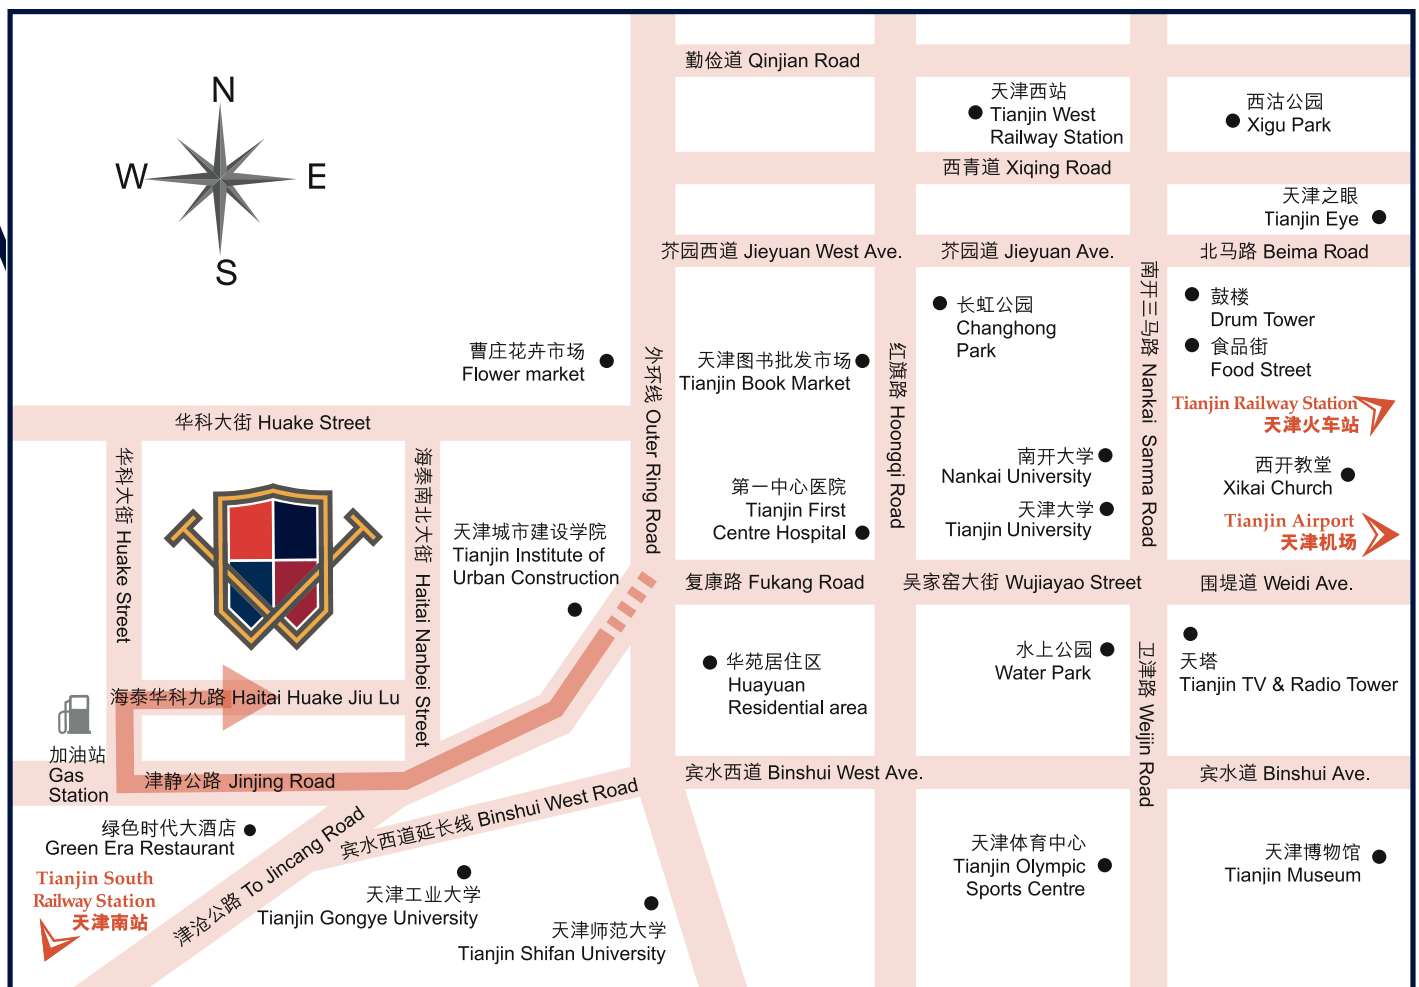 N
W
E
S
勤俭道 Qinjian Road
天津西站
Tianjin West
Railway Station
西沽公园
Xigu Park
西青道 Xiqing Road
天津之眼
Tianjin Eye
芥园西道 Jieyuan West Ave.
芥园道 Jieyuan Ave.
北马路 Beima Road
长虹公园
Changhong
Park
鼓楼
Drum Tower
食品街
Food Street
曹庄花卉市场
Flower market
天津图书批发市场
Tianjin Book Market
外环线 Outer Ring Road
红旗路 Hoongqi Road
南开三马路 Nankai Sanma Road
Tianjin Railway Station
天津火车站
华科大街 Huake Street
华科大街 Huake Street
海泰南北大街 Haitai Nanbei Street
南开大学
Nankai University
西开教堂
Xikai Church
第一中心医院
Tianjin First
Centre Hospital
天津大学
Tianjin University
Tianjin Airport
天津机场
天津城市建设学院
Tianjin Institute of
Urban Construction
复康路 Fukang Road
吴家窑大街 Wujiayao Street
围堤道 Weidi Ave.
华苑居住区
Huayuan
Residential area
水上公园
Water Park
卫津路 Weijin Road
天塔
Tianjin TV & Radio Tower
海泰华科九路 Haitai Huake Jiu Lu
加油站
Gas
Station
津静公路 Jinjing Road
宾水西道 Binshui West Ave.
宾水道 Binshui Ave.
绿色时代大酒店
Green Era Restaurant
宾水西道延长线 Binshui West Road
津沧公路 To Jincang Road
Tianjin South
Railway Station
天津南站
天津工业大学
Tianjin Gongye University
天津师范大学
Tianjin Shifan University
天津体育中心
Tianjin Olympic
Sports Centre
天津博物馆
Tianjin Museum